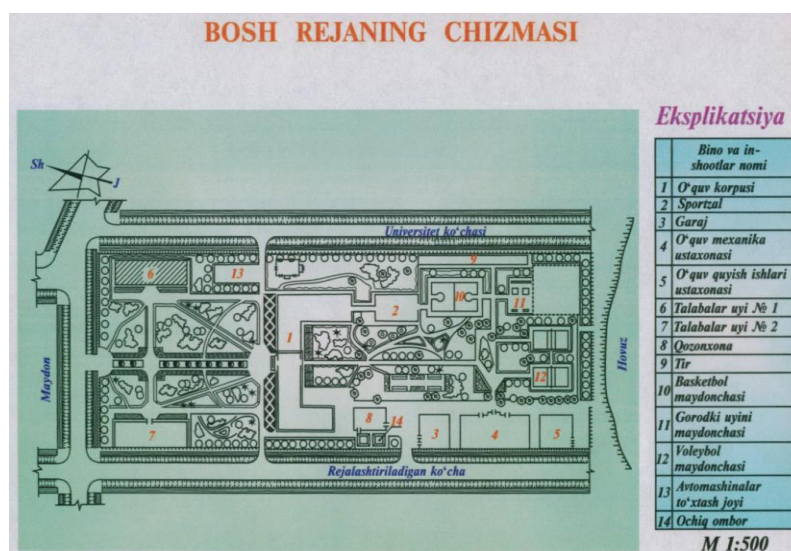 BOSH REJANING CHIZMASI
Sh
J
Universitet ko‘chasi
6
13
9
1
2
10
11
Maydon
Hovuz
12
7
8
14
3
4
5
Rejalashtiriladigan ko‘cha
Eksplikatsiya
Bino va in-
shootlar nomi
1 O‘quv korpusi
2 Sportzal
3 Garaj
4 O‘quv mexanika
ustaxonasi
5 O‘quv quyish ishlari
ustaxonasi
6 Talabalar uyi № 1
7 Talabalar uyi № 2
8 Qozonxona
9 Tir
10 Basketbol
maydonchasi
11 Gorodki uyini
maydonchasi
12 Voleybol
maydonchasi
13 Avtomashinalar
to‘xtash joyi
14 Ochiq ombor
M 1:500